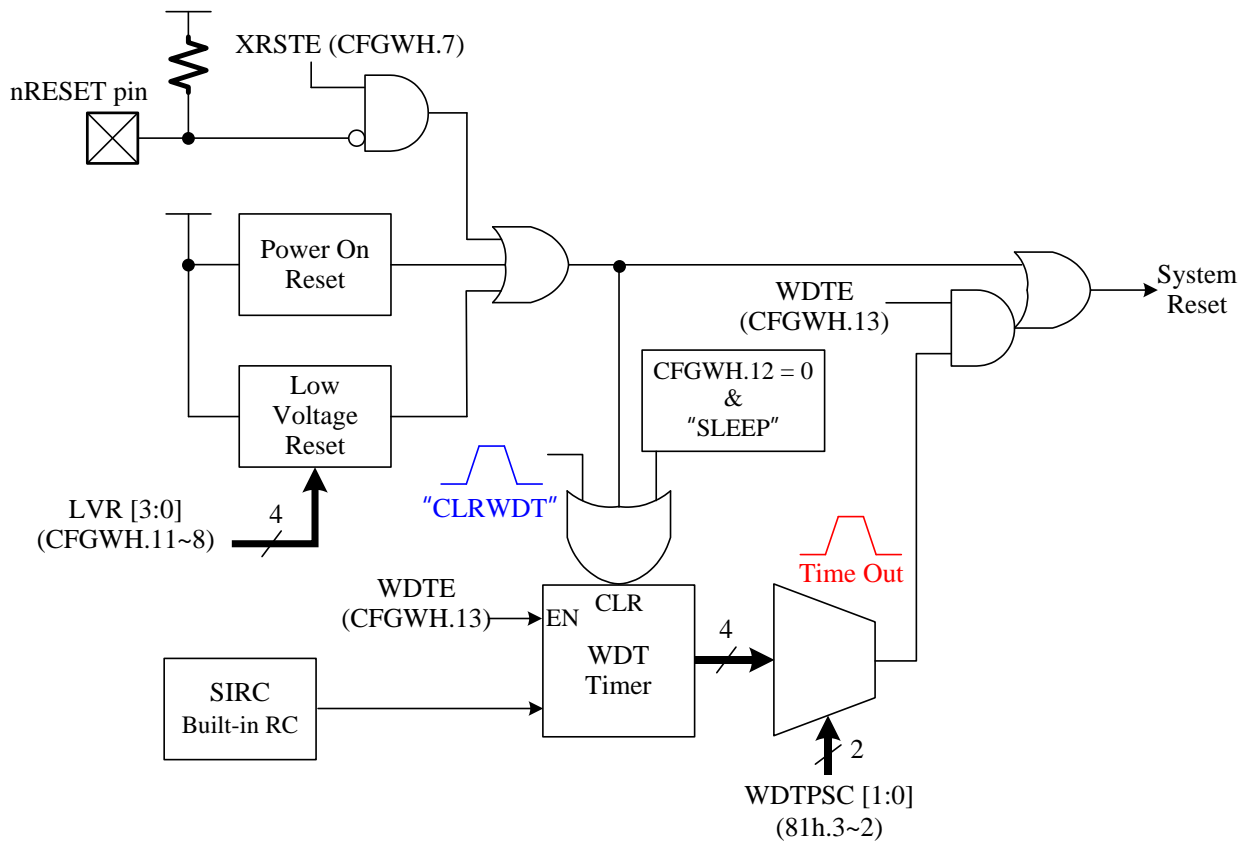 XRSTE (CFGWH.7)
nRESET pin
Power On
Reset
Low
Voltage
Reset
LVR [3:0]
(CFGWH.11~8)
4
WDTE
(CFGWH.13)
System
Reset
CFGWH.12 = 0
&
"SLEEP"
"CLRWDT"
Time Out
WDTE
(CFGWH.13)
CLR
EN
WDT
Timer
4
SIRC
Built-in RC
2
WDTPSC [1:0]
(81h.3~2)